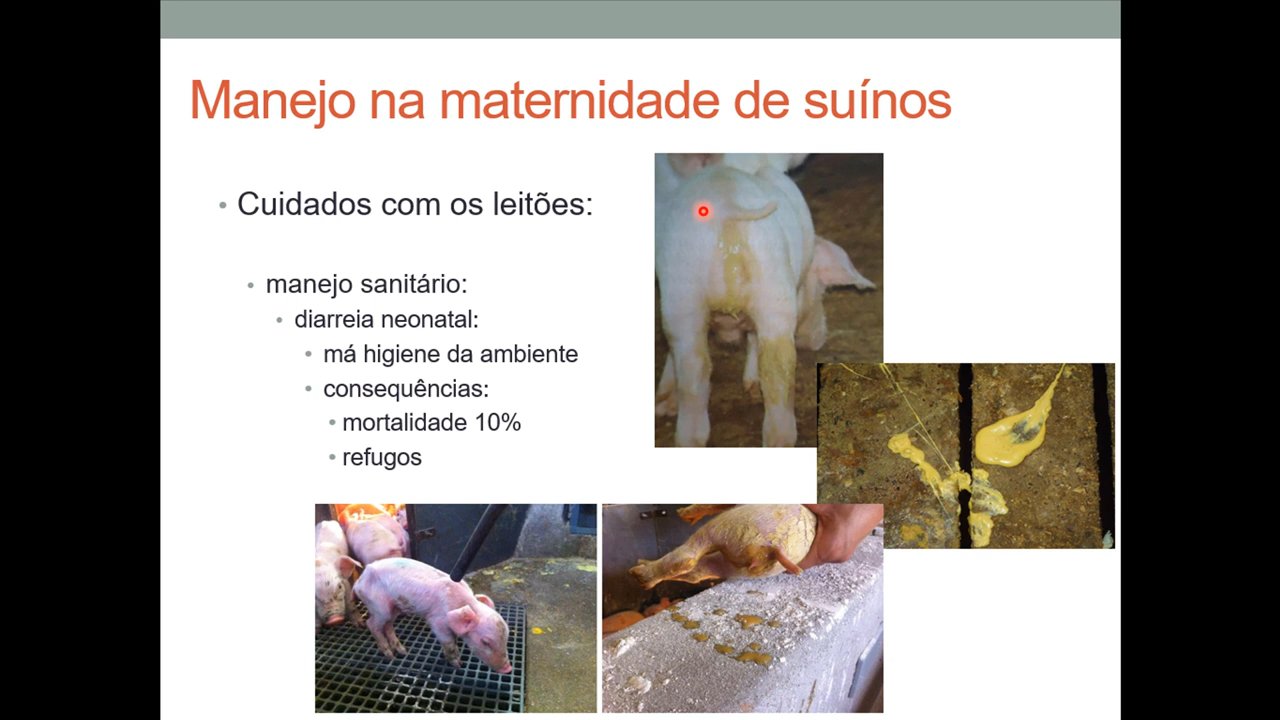 Manejo na maternidade de suínos
• Cuidados com os leitões:
• manejo sanitário:
• diarreia neonatal:
• má higiene da ambiente
• consequências:
• mortalidade 10%
• refugos